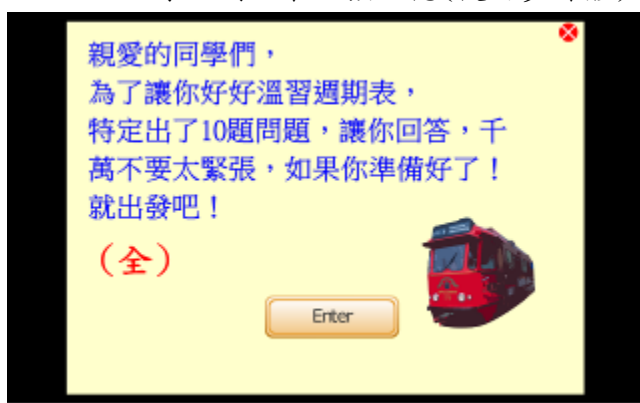 親愛的同學們，
為了讓你好好溫習週期表，
特定出了10題問題，讓你回答，千
萬不要太緊張，如果你準備好了！
就出發吧！
（全）
Enter